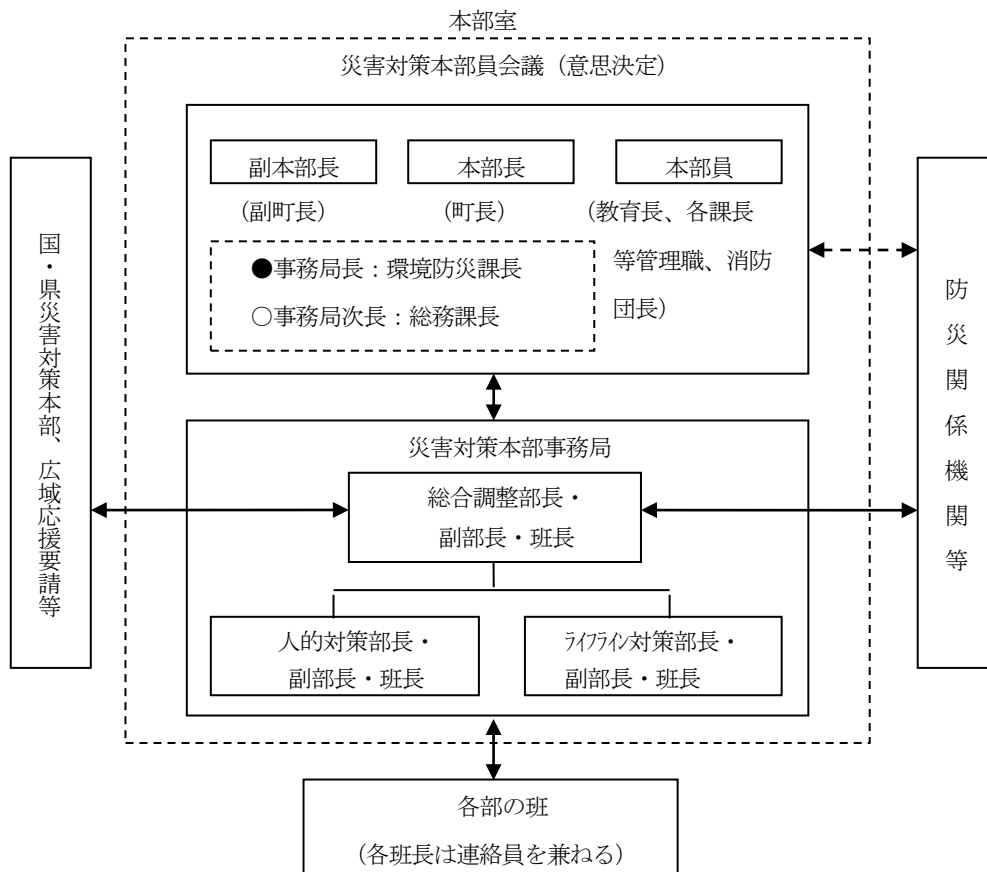 本部室
災害対策本部員会議（意思決定）
副本部長
本部長
本部員
（副町長）
（町長）
（教育長、各課長
等管理職、消防
団長）
●事務局長：環境防災課長
○事務局次長：総務課長
国・県災害対策本部、広域応援要請等
防災関係機関等
災害対策本部事務局
総合調整部長・
副部長・班長
人的対策部長・
副部長・班長
ﾗｲﾌﾗｲﾝ対策部長・
副部長・班長
各部の班
（各班長は連絡員を兼ねる）